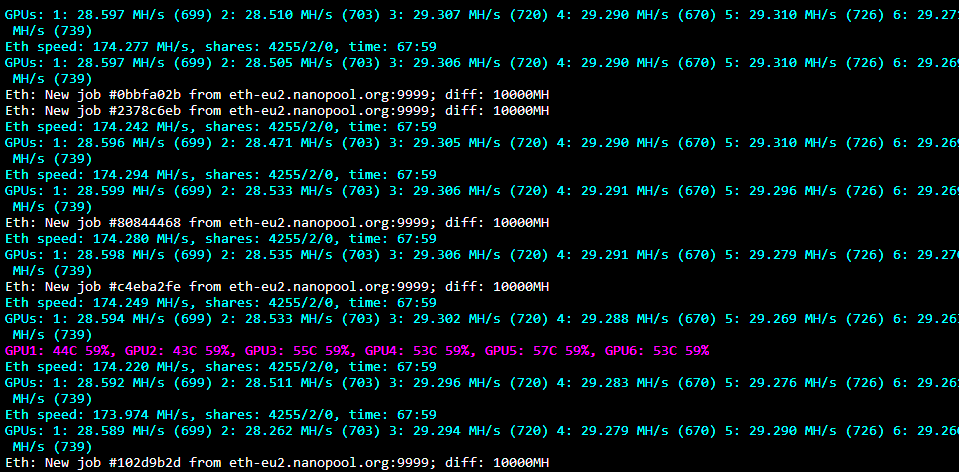 GPUs: 1: 28.597 MH/s (699) 2: 28.510 MH/s (703) 3: 29.307 MH/s (720) 4: 29.290 MH/s (670) 5: 29.310 MH/s (726) 6: 29.271
MH/s (739)
Eth speed: 174.277 MH/s, shares: 4255/2/0, time: 67:59
GPUs: 1: 28.597 MH/s (699) 2: 28.505 MH/s (703) 3: 29.306 MH/s (720) 4: 29.290 MH/s (670) 5: 29.310 MH/s (726) 6: 29.269
MH/s (739)
Eth: New job #0bbfa02b from eth-eu2.nanopool.org:9999; diff: 10000MH
Eth: New job #2378c6eb from eth-eu2.nanopool.org:9999; diff: 10000MH
Eth speed: 174.242 MH/s, shares: 4255/2/0, time: 67:59
GPUs: 1: 28.596 MH/s (699) 2: 28.471 MH/s (703) 3: 29.305 MH/s (720) 4: 29.290 MH/s (670) 5: 29.310 MH/s (726) 6: 29.269
MH/s (739)
Eth speed: 174.294 MH/s, shares: 4255/2/0, time: 67:59
GPUs: 1: 28.599 MH/s (699) 2: 28.533 MH/s (703) 3: 29.306 MH/s (720) 4: 29.291 MH/s (670) 5: 29.296 MH/s (726) 6: 29.269
MH/s (739)
Eth: New job #80844468 from eth-eu2.nanopool.org:9999; diff: 10000MH
Eth speed: 174.280 MH/s, shares: 4255/2/0, time: 67:59
GPUs: 1: 28.598 MH/s (699) 2: 28.535 MH/s (703) 3: 29.306 MH/s (720) 4: 29.291 MH/s (670) 5: 29.279 MH/s (726) 6: 29.270
MH/s (739)
Eth: New job #c4eba2fe from eth-eu2.nanopool.org:9999; diff: 10000MH
Eth speed: 174.249 MH/s, shares: 4255/2/0, time: 67:59
GPUs: 1: 28.594 MH/s (699) 2: 28.533 MH/s (703) 3: 29.302 MH/s (720) 4: 29.288 MH/s (670) 5: 29.269 MH/s (726) 6:
MH/s (739)
GPU1: 44C 59%, GPU2: 43C 59%, GPU3: 55C 59%, GPU4: 53C 59%, GPU5: 57C 59%, GPU6: 53C 59%
Eth speed: 174.220 MH/s, shares: 4255/2/0, time: 67:59
GPUs: 1: 28.592 MH/s (699) 2: 28.511 MH/s (703) 3: 29.296 MH/s (720) 4: 29.283 MH/s (670) 5: 29.276 MH/s (726) 6:
MH/s (739)
Eth speed: 173.974 MH/s, shares: 4255/2/0, time: 67:59
GPUs: 1: 28.589 MH/s (699) 2: 28.262 MH/s (703) 3: 29.294 MH/s (720) 4: 29.279 MH/s (670) 5: 29.290 MH/s (726) 6:
MH/s (739)
Eth: New job #102d9b2d from eth-eu2.nanopool.org:9999; diff: 10000MH